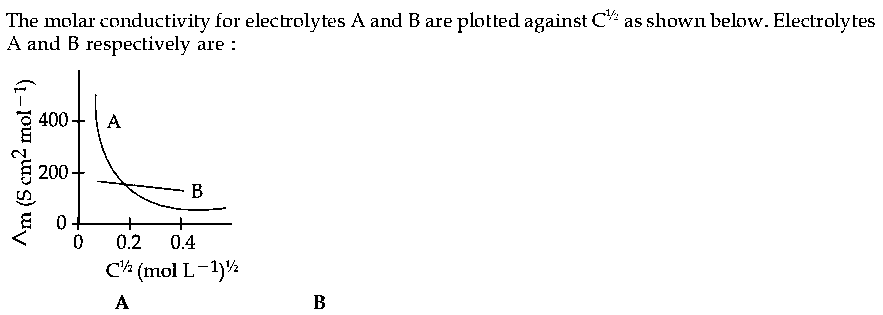 The molar conductivity for electrolytes A and B are plotted against C½ as shown below. Electrolytes
A and B respectively are :
Λm (S cm2 mol−1)
400
A
200
B
0
0 0.2 0.4
C½ (mol L−1)½
A B